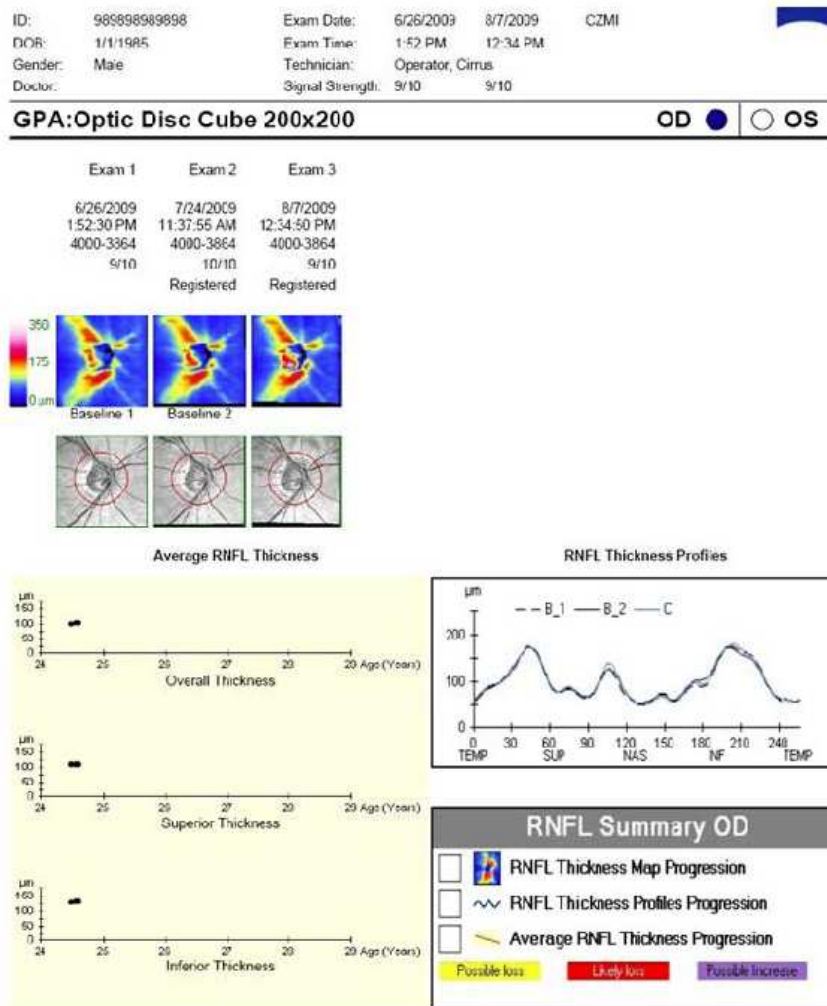 ID: 989898989898 Exam Date: 6/26/2009 8/7/2009 CZMI
DOB: 1/1/1985 Exam Time: 1:52 PM 12:34 PM
Gender: Male Technician: Operator, Cirrus
Doctor: Signal Strength: 9/10 9/10
GPA:Optic Disc Cube 200x200 OD OS
Exam 1 Exam 2 Exam 3
6/26/2009 7/24/2009 8/7/2009
1:52:30 PM 11:37:55 AM 12:34:50 PM
4000-3864 4000-3864 4000-3864
9/10 10/10 9/10
Registered Registered
350
175
0 µm
Baseline 1 Baseline 2
Average RNFL Thickness RNFL Thickness Profiles
µm
150
100
50
0
24 25 26 27 28 29 Age (Years)
Overall Thickness
µm
150
100
50
0
24 25 26 27 28 29 Age (Years)
Superior Thickness
µm
150
100
50
0
24 25 26 27 28 29 Age (Years)
Inferior Thickness
µm
B_1 B_2 C
200
100
0
0 30 60 90 120 150 180 210 240
TEMP SUP NAS INF TEMP
RNFL Summary OD
RNFL Thickness Map Progression
RNFL Thickness Profiles Progression
Average RNFL Thickness Progression
Possible loss Likely loss Possible Increase